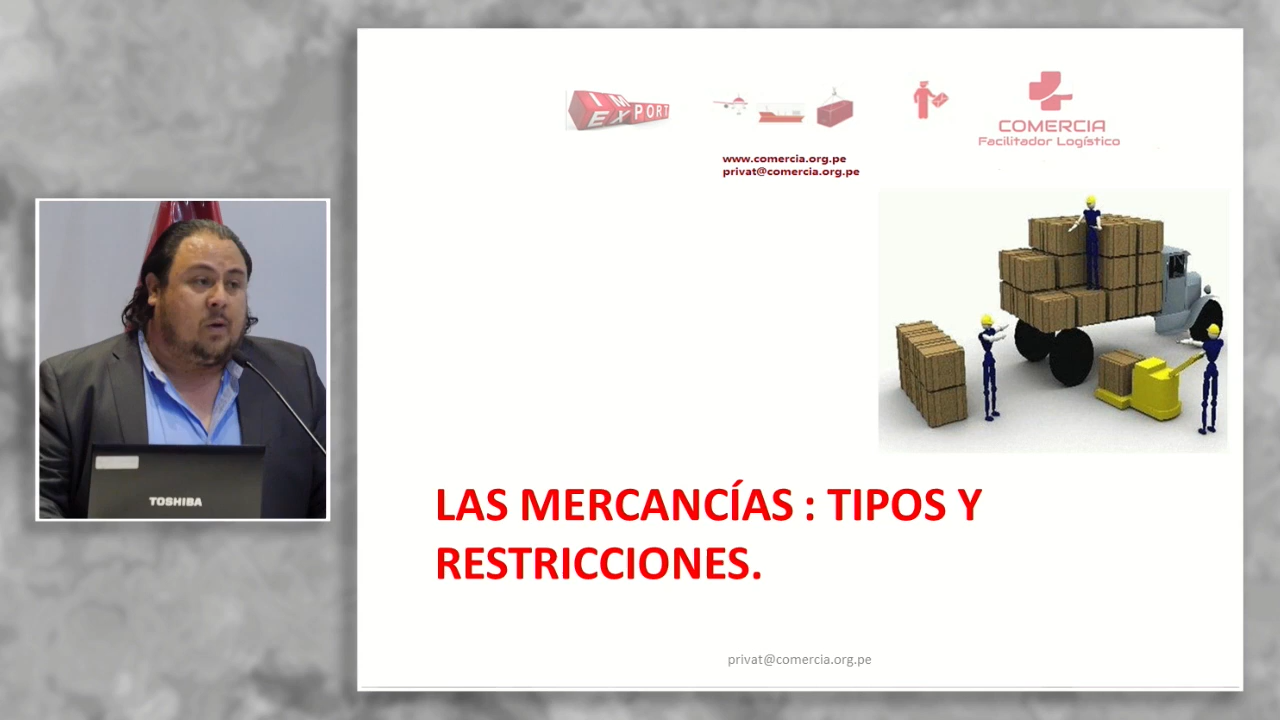 IM
EXPORT
COMERCIA
Facilitador Logístico
www.comercia.org.pe
privat@comercia.org.pe
TOSHIBA
LAS MERCANCÍAS : TIPOS Y
RESTRICCIONES.
privat@comercia.org.pe